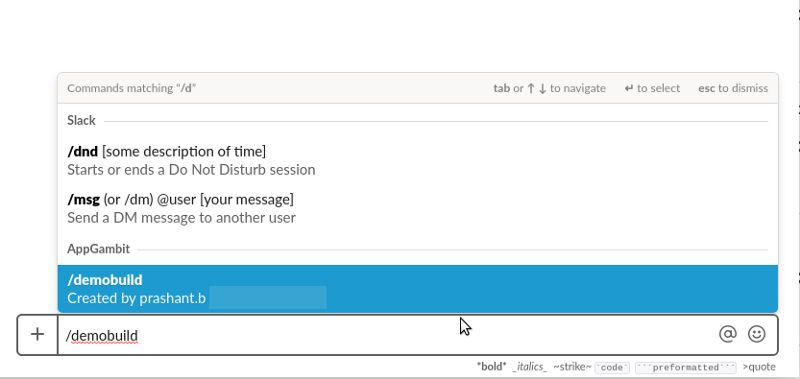 Commands matching "/d" tab or ↑ ↓ to navigate ↵ to select esc to dismiss
Slack
/dnd [some description of time]
Starts or ends a Do Not Disturb session
/msg (or /dm) @user [your message]
Send a DM message to another user
AppGambit
/demobuild
Created by prashant.b
/demobuild
*bold* _italics_ ~strike~ `code` ```preformatted``` >quote